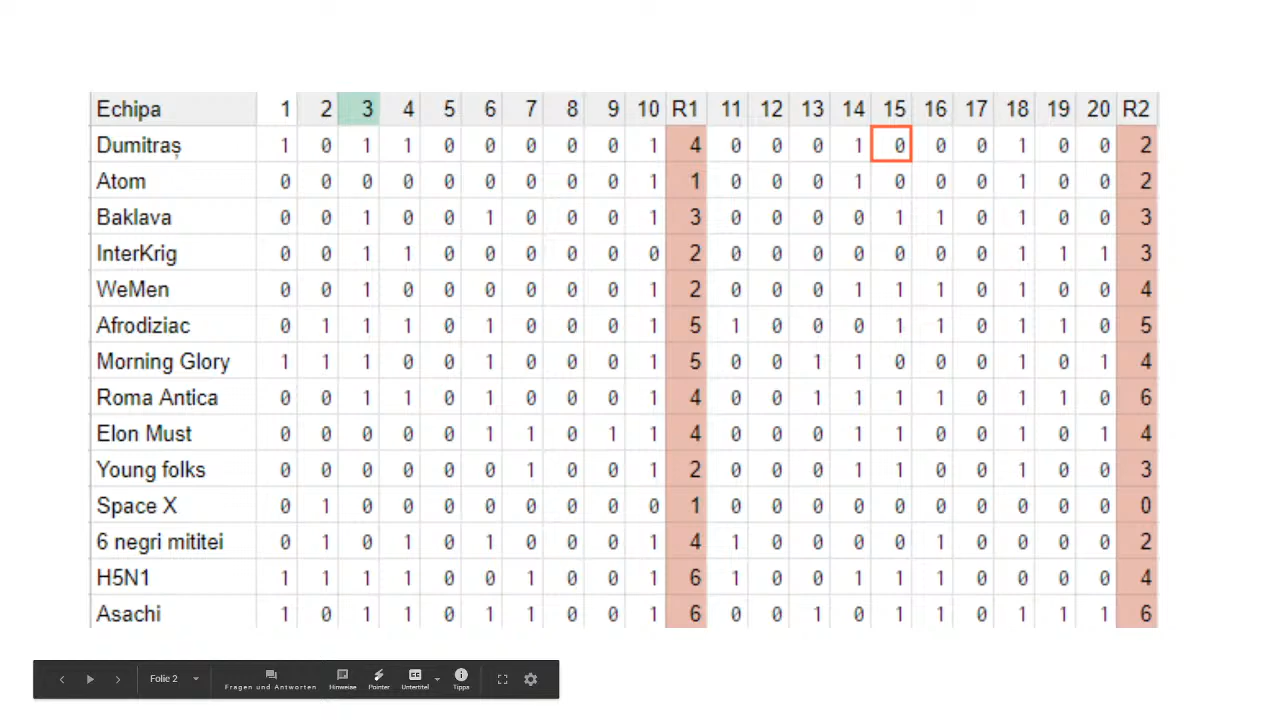 Echipa 1 2 3 4 5 6 7 8 9 10 R1 11 12 13 14 15 16 17 18 19 20 R2
Dumitraș 1 0 1 1 0 0 0 0 0 1 4 0 0 0 1 0 0 0 1 0 0 2
Atom 0 0 0 0 0 0 0 0 0 1 1 0 0 0 1 0 0 0 1 0 0 2
Baklava 0 0 1 0 0 1 0 0 0 1 3 0 0 0 0 1 1 0 1 0 0 3
InterKrig 0 0 1 1 0 0 0 0 0 0 2 0 0 0 0 0 0 0 1 1 1 3
WeMen 0 0 1 0 0 0 0 0 0 1 2 0 0 0 1 1 1 0 1 0 0 4
Afrodiziac 0 1 1 1 0 1 0 0 0 1 5 1 0 0 0 1 1 0 1 1 0 5
Morning Glory 1 1 1 0 0 1 0 0 0 1 5 0 0 1 1 0 0 0 1 0 1 4
Roma Antica 0 0 1 1 0 1 0 0 0 1 4 0 0 1 1 1 1 0 1 1 0 6
Elon Must 0 0 0 0 0 1 1 0 1 1 4 0 0 0 1 1 0 0 1 0 1 4
Young folks 0 0 0 0 0 0 1 0 0 1 2 0 0 0 1 1 0 0 1 0 0 3
Space X 0 1 0 0 0 0 0 0 0 0 1 0 0 0 0 0 0 0 0 0 0 0
6 negri mititei 0 1 0 1 0 1 0 0 0 1 4 1 0 0 0 0 1 0 0 0 0 2
H5N1 1 1 1 1 0 0 1 0 0 1 6 1 0 0 1 1 1 0 0 0 0 4
Asachi 1 0 1 1 0 1 1 0 0 1 6 0 0 1 0 1 1 0 1 1 1 6
Folie 2 Fragen und Antworten Hinweise Pointer Untertitel Tipps